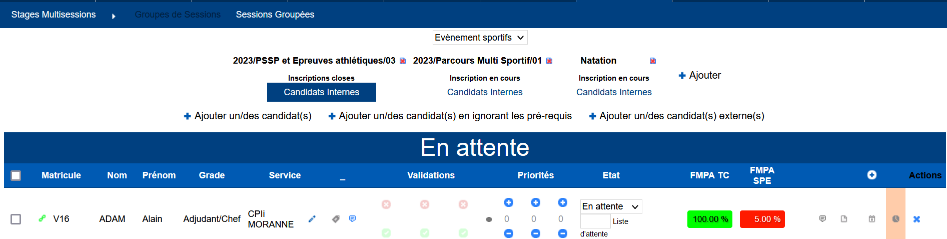 Stages Multisessions Groupes de Sessions Sessions Groupées
Evènement sportifs
2023/PSSP et Epreuves athlétiques/03 2023/Parcours Multi Sportif/01 Natation
Ajouter
Inscriptions closes Inscription en cours Inscription en cours
Candidats Internes Candidats Internes Candidats Internes
Ajouter un/des candidat(s) Ajouter un/des candidat(s) en ignorant les pré-requis Ajouter un/des candidat(s) externe(s)
En attente
Matricule Nom Prénom Grade Service _ Validations Priorités Etat FMPA TC FMPA SPE Actions
V16 ADAM Alain Adjudant/Chef CPIi MORANNE 0 0 0 En attente Liste d'attente 100.00 % 5.00 %